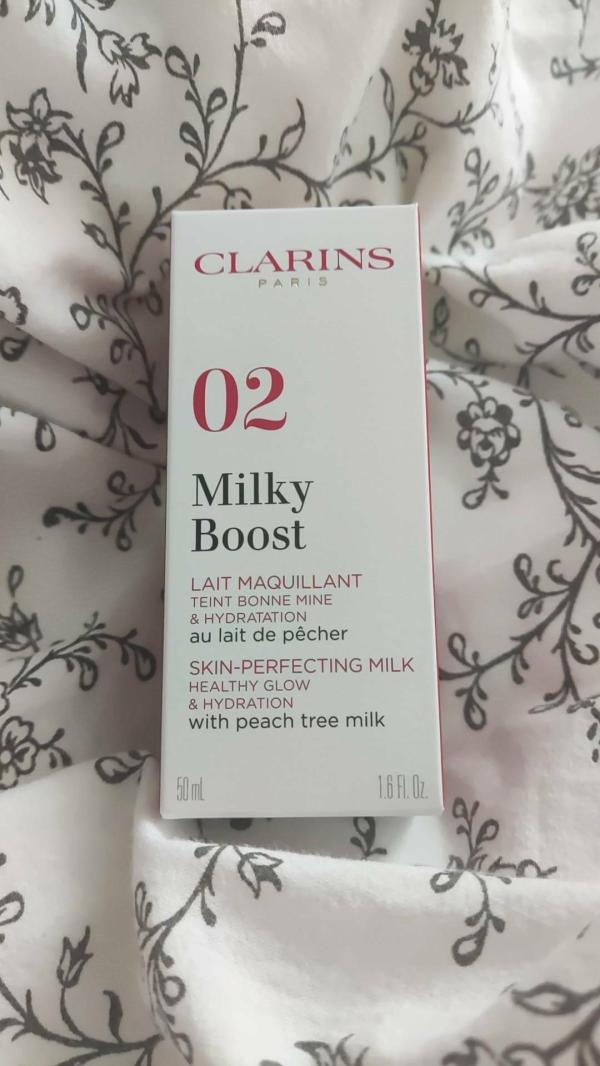 CLARINS
PARIS
02
Milky
Boost
LAIT MAQUILLANT
TEINT BONNE MINE
& HYDRATATION
au lait de pêcher
SKIN-PERFECTING MILK
HEALTHY GLOW
& HYDRATION
with peach tree milk
50 mL 1.6 Fl. Oz.